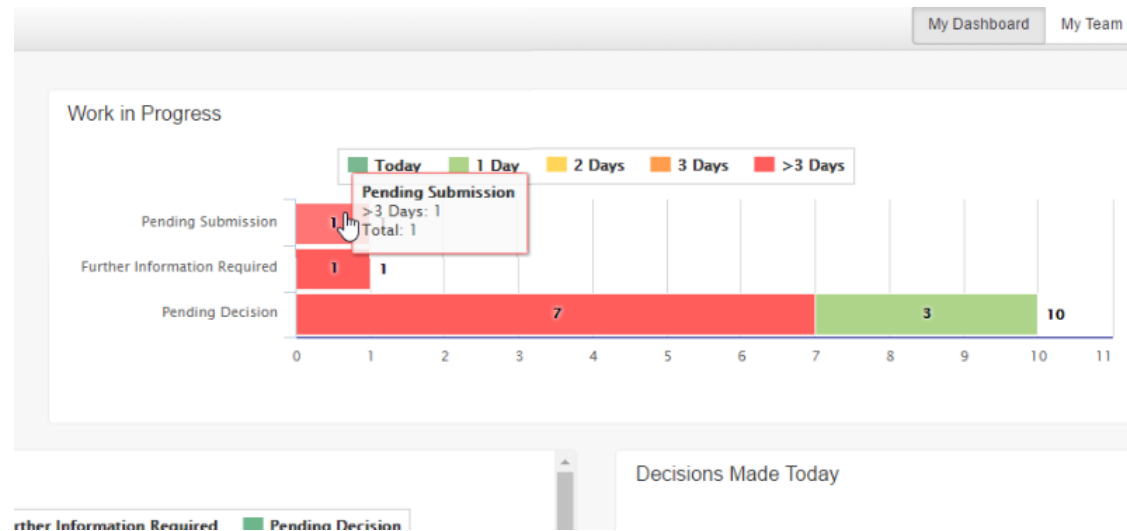 My Dashboard My Team
Work in Progress
Today 1 Day 2 Days 3 Days >3 Days
Pending Submission
>3 Days: 1
Total: 1
Pending Submission 1
Further Information Required 1 1
Pending Decision 7 3 10
0 1 2 3 4 5 6 7 8 9 10 11
Decisions Made Today
rther Information Required Pending Decision